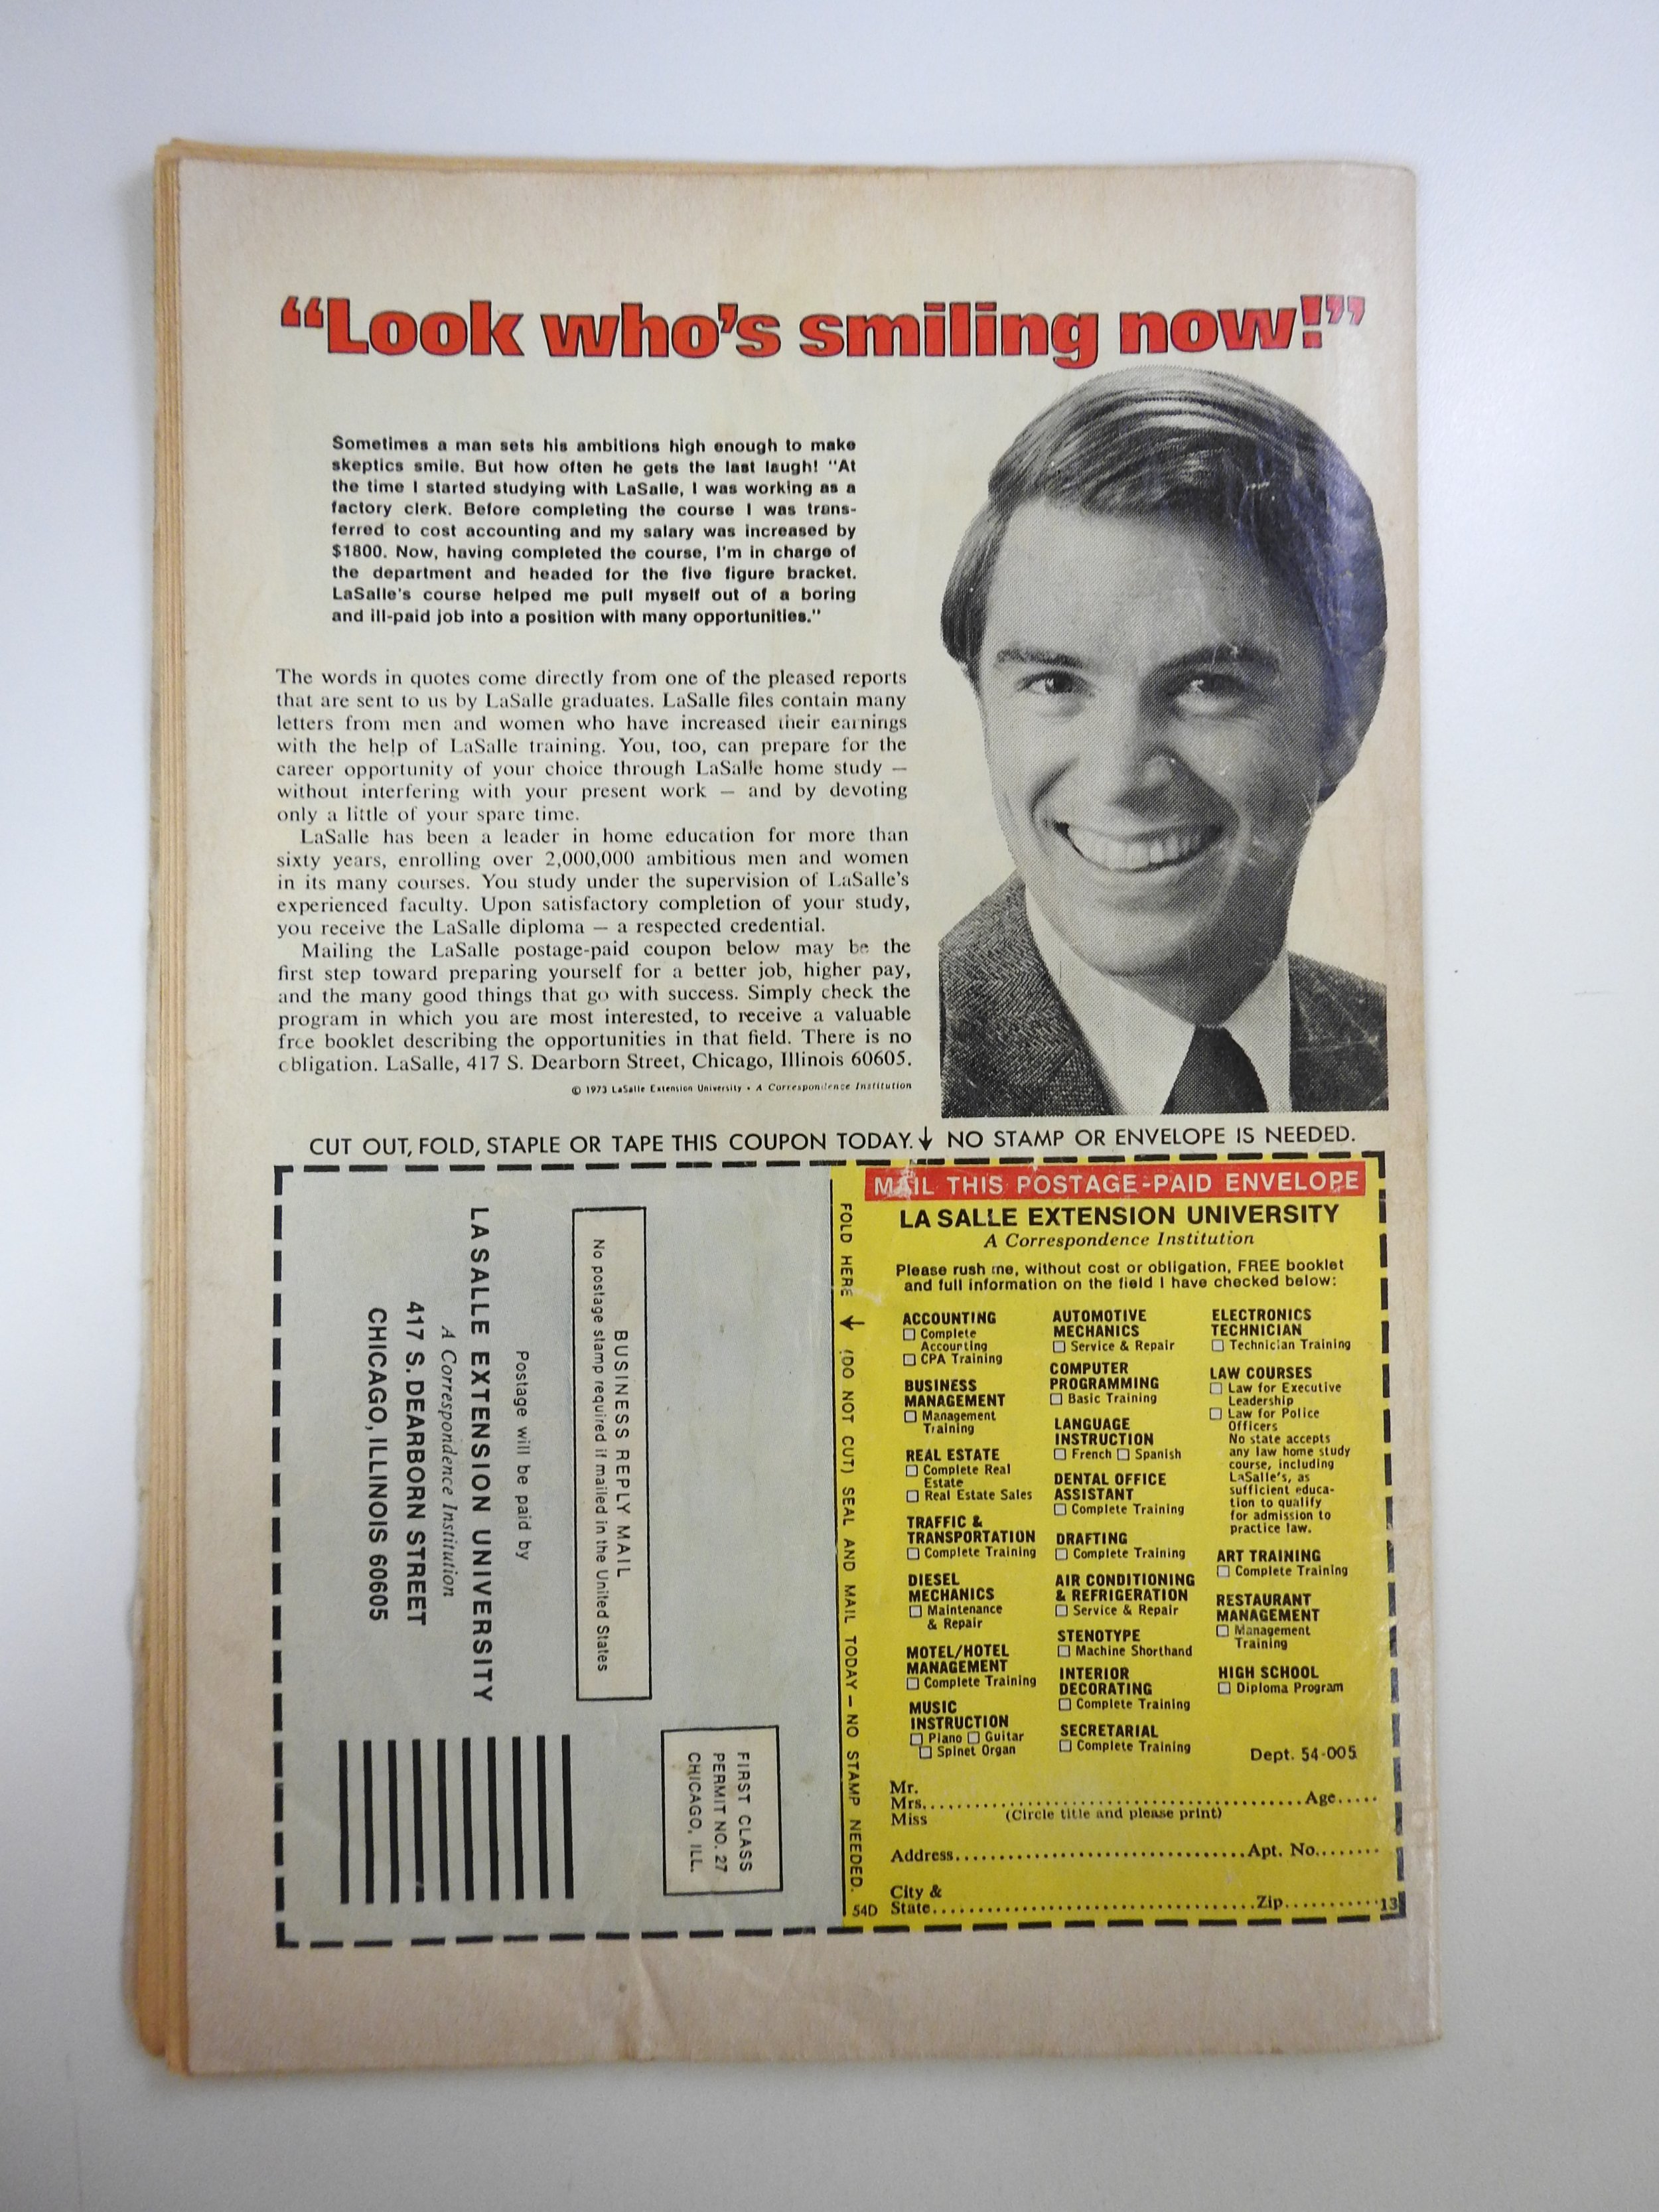 “Look who’s smiling now!”
Sometimes a man sets his ambitions high enough to make
skeptics smile. But how often he gets the last laugh! "At
the time I started studying with LaSalle, I was working as a
factory clerk. Before completing the course I was trans-
ferred to cost accounting and my salary was increased by
$1800. Now, having completed the course, I'm in charge of
the department and headed for the five figure bracket.
LaSalle's course helped me pull myself out of a boring
and ill-paid job into a position with many opportunities."
The words in quotes come directly from one of the pleased reports
that are sent to us by LaSalle graduates. LaSalle files contain many
letters from men and women who have increased their earnings
with the help of LaSalle training. You, too, can prepare for the
career opportunity of your choice through LaSalle home study —
without interfering with your present work — and by devoting
only a little of your spare time.
LaSalle has been a leader in home education for more than
sixty years, enrolling over 2,000,000 ambitious men and women
in its many courses. You study under the supervision of LaSalle's
experienced faculty. Upon satisfactory completion of your study,
you receive the LaSalle diploma — a respected credential.
Mailing the LaSalle postage-paid coupon below may be the
first step toward preparing yourself for a better job, higher pay,
and the many good things that go with success. Simply check the
program in which you are most interested, to receive a valuable
free booklet describing the opportunities in that field. There is no
obligation. LaSalle, 417 S. Dearborn Street, Chicago, Illinois 60605.
© 1973 LaSalle Extension University • A Correspondence Institution
CUT OUT, FOLD, STAPLE OR TAPE THIS COUPON TODAY.↓ NO STAMP OR ENVELOPE IS NEEDED.
FIRST CLASS
PERMIT NO. 27
CHICAGO, ILL.
BUSINESS REPLY MAIL
No postage stamp required if mailed in the United States
Postage will be paid by
LA SALLE EXTENSION UNIVERSITY
A Correspondence Institution
417 S. DEARBORN STREET
CHICAGO, ILLINOIS 60605
FOLD HERE ↓ (DO NOT CUT) SEAL AND MAIL TODAY — NO STAMP NEEDED.
MAIL THIS POSTAGE-PAID ENVELOPE
LA SALLE EXTENSION UNIVERSITY
A Correspondence Institution
Please rush me, without cost or obligation, FREE booklet
and full information on the field I have checked below:
ACCOUNTING
☐ Complete
Accounting
☐ CPA Training
BUSINESS
MANAGEMENT
☐ Management
Training
REAL ESTATE
☐ Complete Real
Estate
☐ Real Estate Sales
TRAFFIC &
TRANSPORTATION
☐ Complete Training
DIESEL
MECHANICS
☐ Maintenance
& Repair
MOTEL/HOTEL
MANAGEMENT
☐ Complete Training
MUSIC
INSTRUCTION
☐ Piano ☐ Guitar
☐ Spinet Organ
AUTOMOTIVE
MECHANICS
☐ Service & Repair
COMPUTER
PROGRAMMING
☐ Basic Training
LANGUAGE
INSTRUCTION
☐ French ☐ Spanish
DENTAL OFFICE
ASSISTANT
☐ Complete Training
DRAFTING
☐ Complete Training
AIR CONDITIONING
& REFRIGERATION
☐ Service & Repair
STENOTYPE
☐ Machine Shorthand
INTERIOR
DECORATING
☐ Complete Training
SECRETARIAL
☐ Complete Training
ELECTRONICS
TECHNICIAN
☐ Technician Training
LAW COURSES
☐ Law for Executive
Leadership
☐ Law for Police
Officers
No state accepts
any law home study
course, including
LaSalle's, as
sufficient educa-
tion to qualify
for admission to
practice law.
ART TRAINING
☐ Complete Training
RESTAURANT
MANAGEMENT
☐ Management
Training
HIGH SCHOOL
☐ Diploma Program
Dept. 54-005
Mr.
Mrs. Age
Miss (Circle title and please print)
Address Apt. No.
City &
State Zip 13
54D